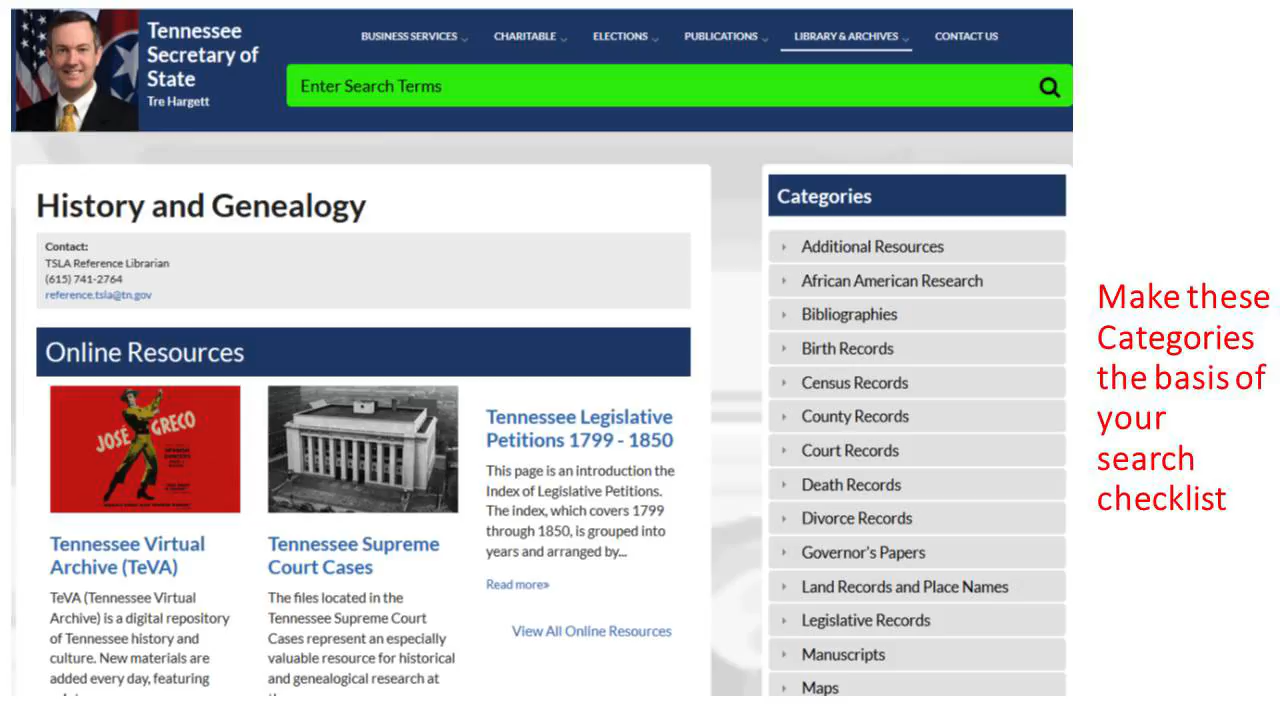 Tennessee
Secretary of
State
Tre Hargett
BUSINESS SERVICES
CHARITABLE
ELECTIONS
PUBLICATIONS
LIBRARY & ARCHIVES
CONTACT US
Enter Search Terms
History and Genealogy
Contact:
TSLA Reference Librarian
(615) 741-2764
reference.tsla@tn.gov
Online Resources
JOSÉ
GRECO
SPANISH
DANCERS
Tennessee Virtual
Archive (TeVA)
TeVA (Tennessee Virtual
Archive) is a digital repository
of Tennessee history and
culture. New materials are
added every day, featuring
Tennessee Supreme
Court Cases
The files located in the
Tennessee Supreme Court
Cases represent an especially
valuable resource for historical
and genealogical research at
Tennessee Legislative
Petitions 1799 - 1850
This page is an introduction the
Index of Legislative Petitions.
The index, which covers 1799
through 1850, is grouped into
years and arranged by...
Read more»
View All Online Resources
Categories
Additional Resources
African American Research
Bibliographies
Birth Records
Census Records
County Records
Court Records
Death Records
Divorce Records
Governor's Papers
Land Records and Place Names
Legislative Records
Manuscripts
Maps
Make these
Categories
the basis of
your
search
checklist